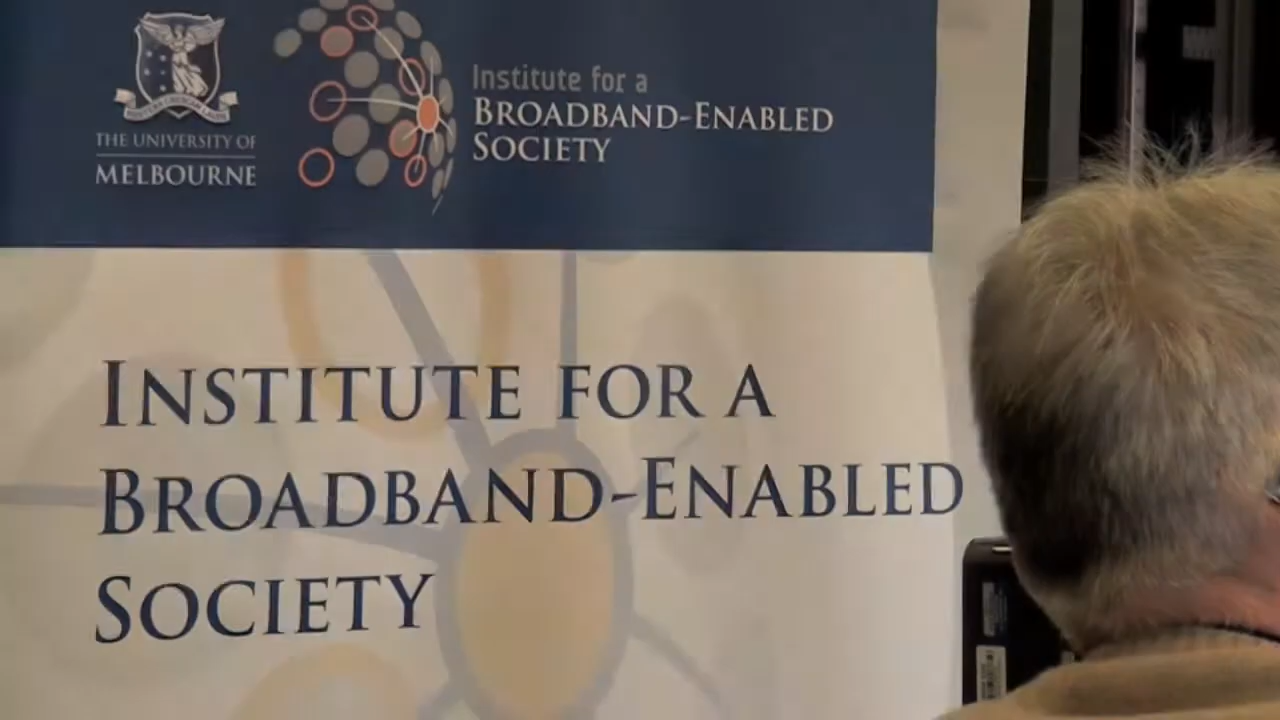 THE UNIVERSITY OF
MELBOURNE
Institute for a
BROADBAND-ENABLED
SOCIETY
INSTITUTE FOR A
BROADBAND-ENABLED
SOCIETY